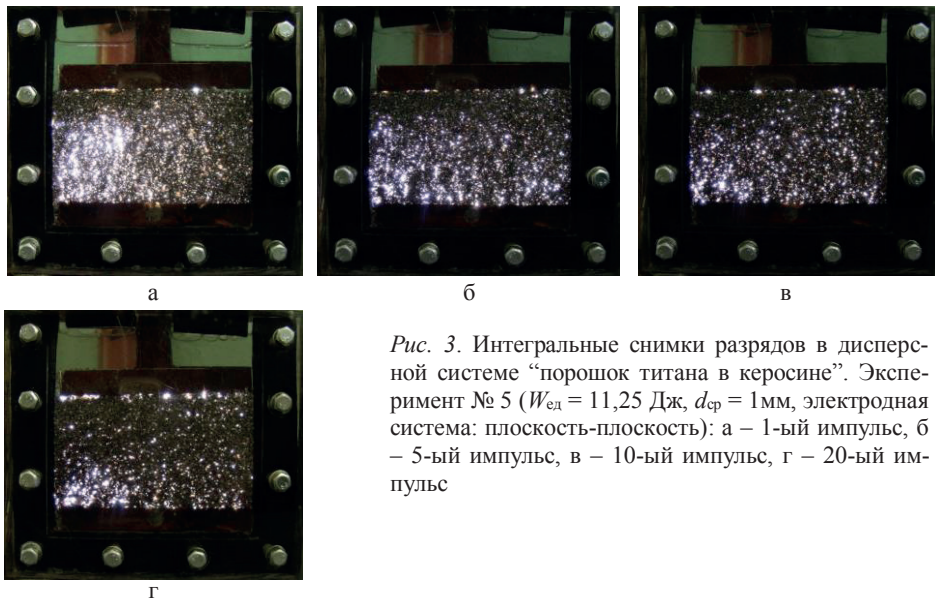 а
б
в
г
Рис. 3. Интегральные снимки разрядов в дисперс-
ной системе “порошок титана в керосине”. Экспе-
римент № 5 (Wед = 11,25 Дж, dср = 1мм, электродная
система: плоскость-плоскость): а – 1-ый импульс, б
– 5-ый импульс, в – 10-ый импульс, г – 20-ый им-
пульс